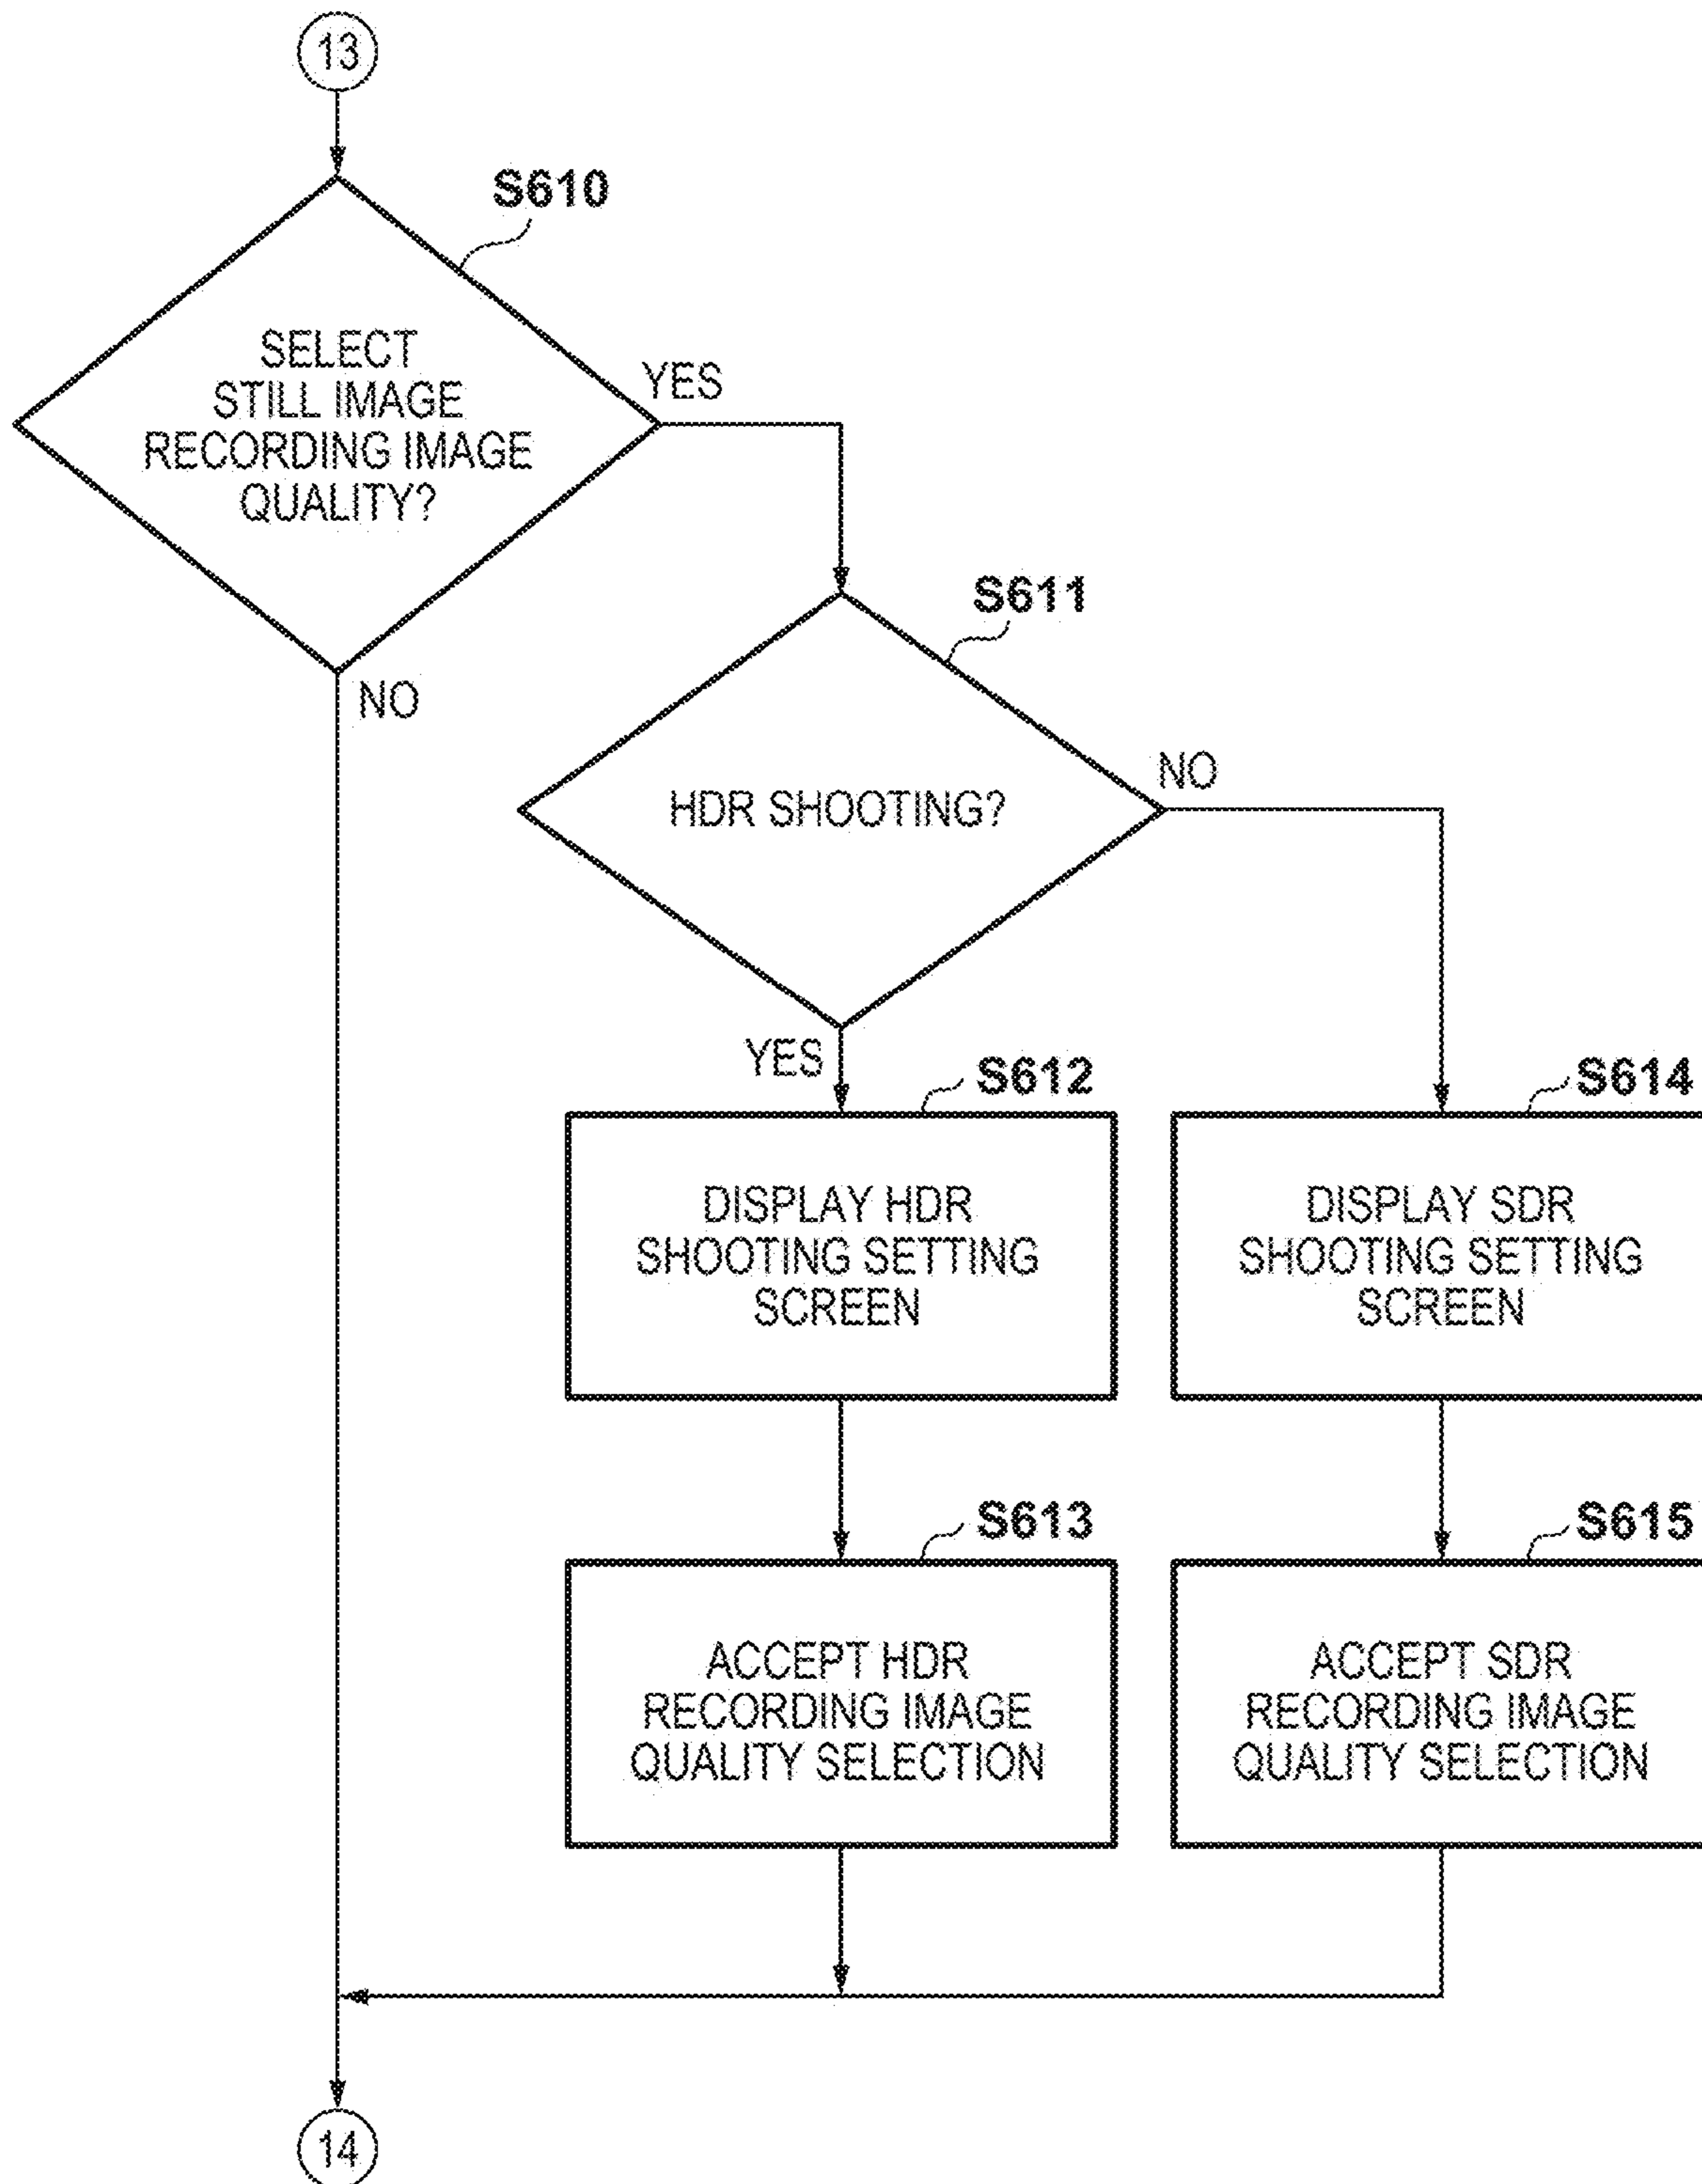 13
S610
SELECT
STILL IMAGE
RECORDING IMAGE
QUALITY?
YES
NO
S611
HDR SHOOTING?
NO
YES
S612
DISPLAY HDR
SHOOTING SETTING
SCREEN
S614
DISPLAY SDR
SHOOTING SETTING
SCREEN
S613
ACCEPT HDR
RECORDING IMAGE
QUALITY SELECTION
S615
ACCEPT SDR
RECORDING IMAGE
QUALITY SELECTION
14